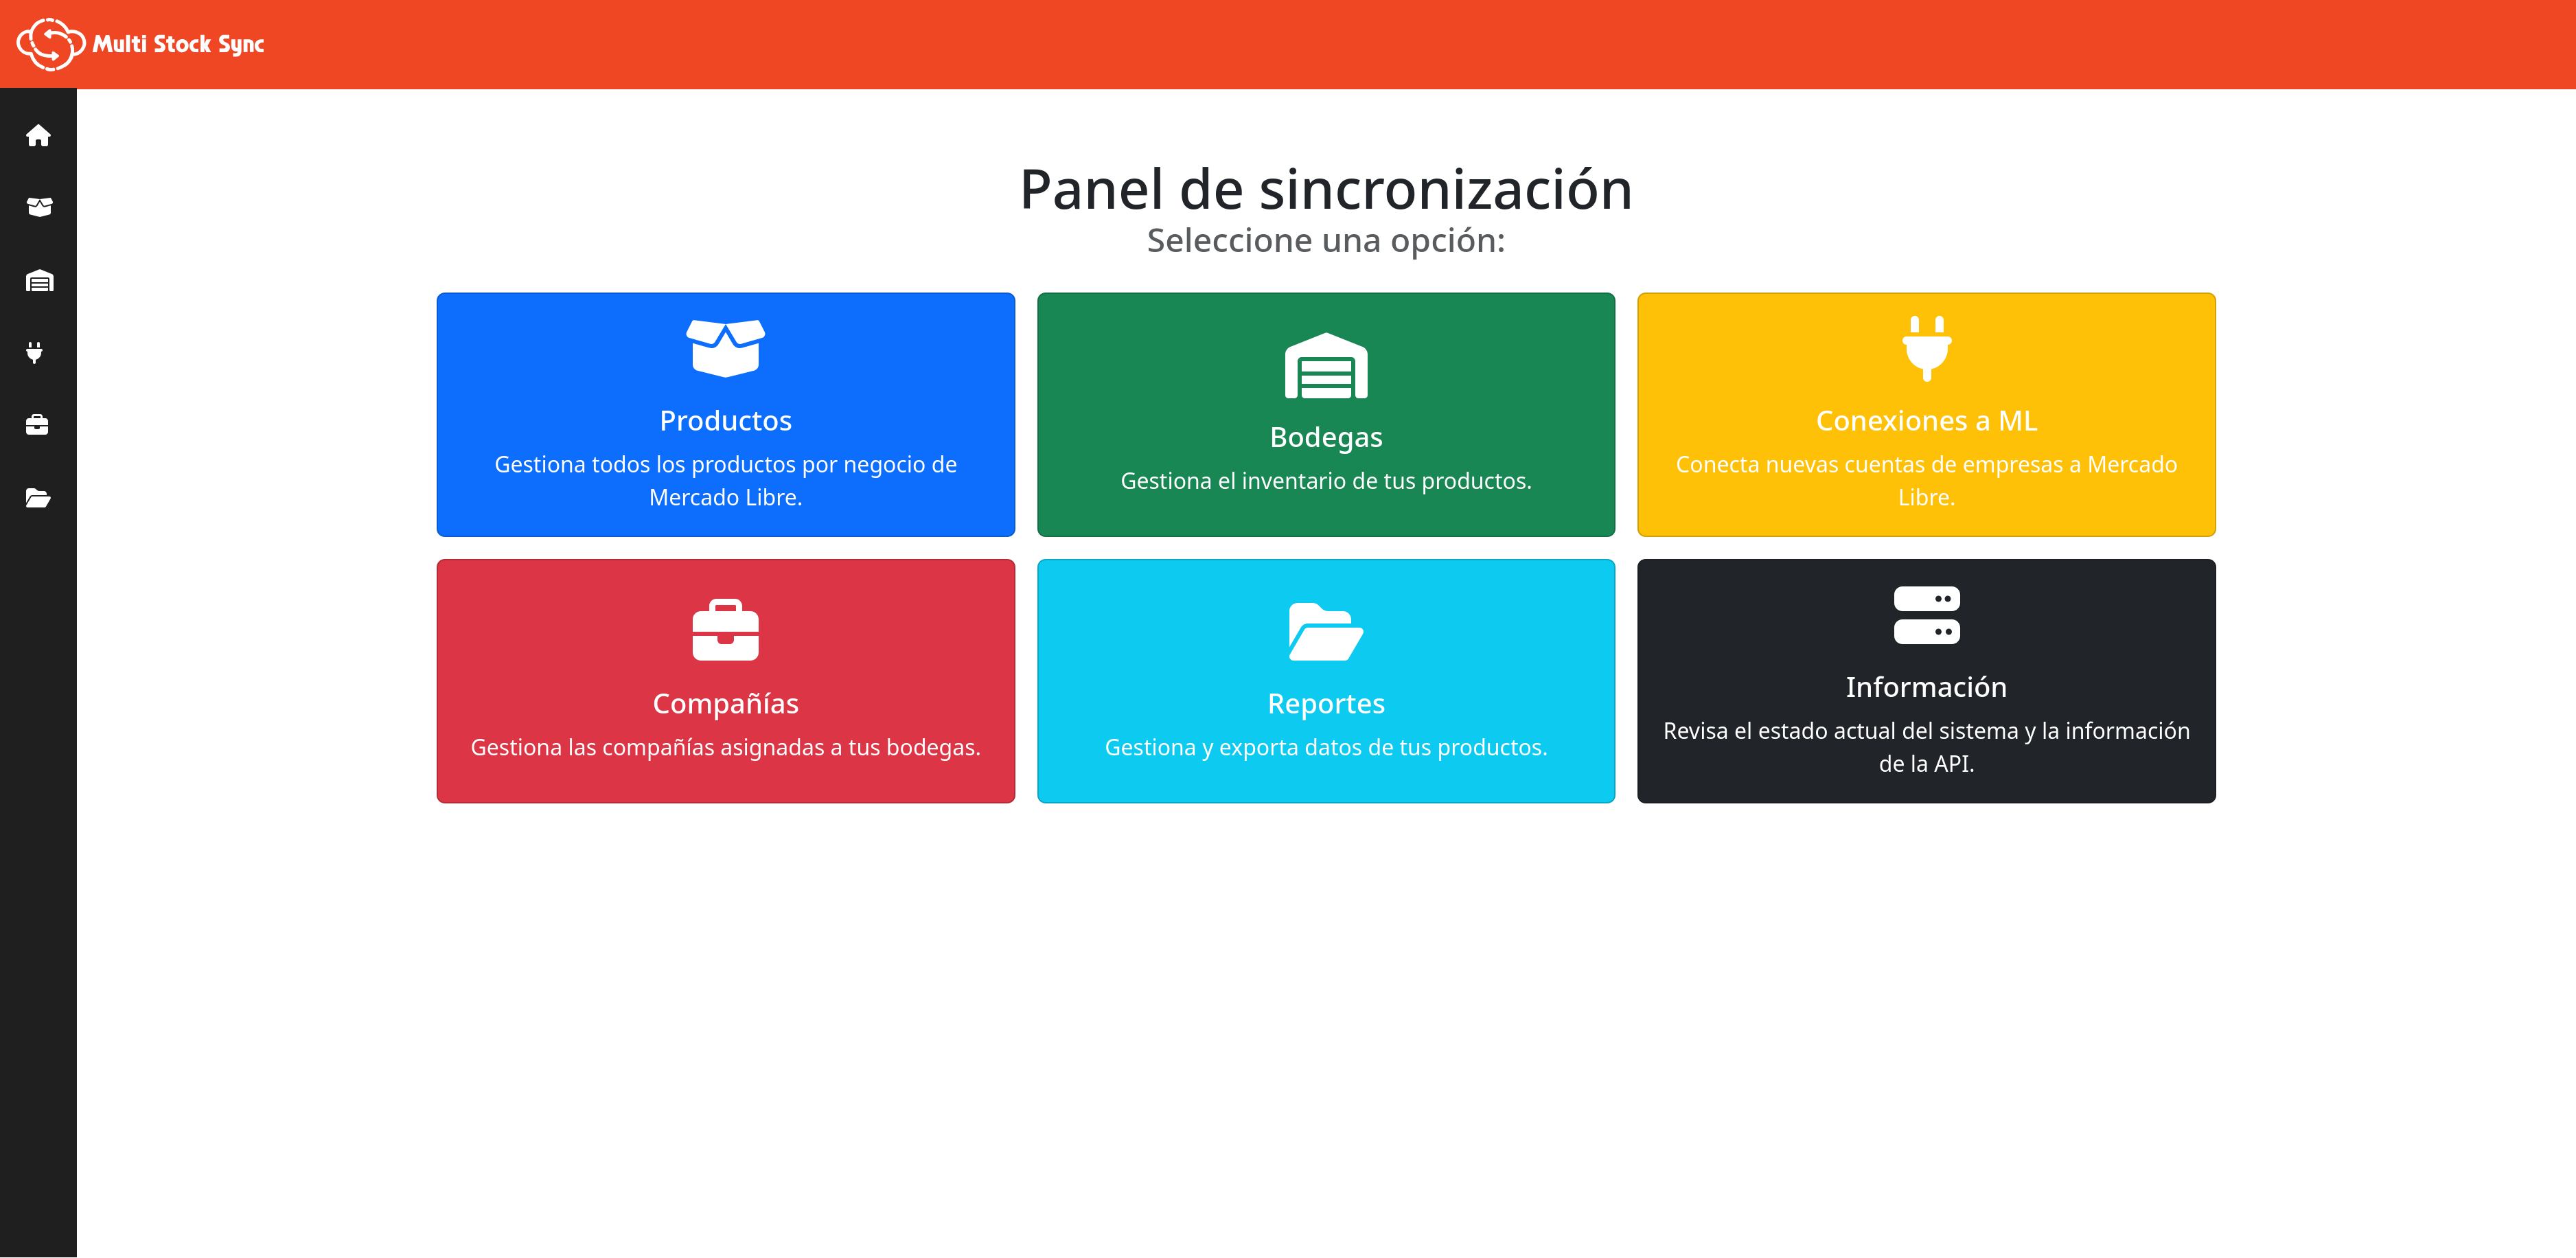 Multi Stock Sync
Panel de sincronización
Seleccione una opción:
Productos
Gestiona todos los productos por negocio de
Mercado Libre.
Bodegas
Gestiona el inventario de tus productos.
Conexiones a ML
Conecta nuevas cuentas de empresas a Mercado
Libre.
Compañías
Gestiona las compañías asignadas a tus bodegas.
Reportes
Gestiona y exporta datos de tus productos.
Información
Revisa el estado actual del sistema y la información
de la API.